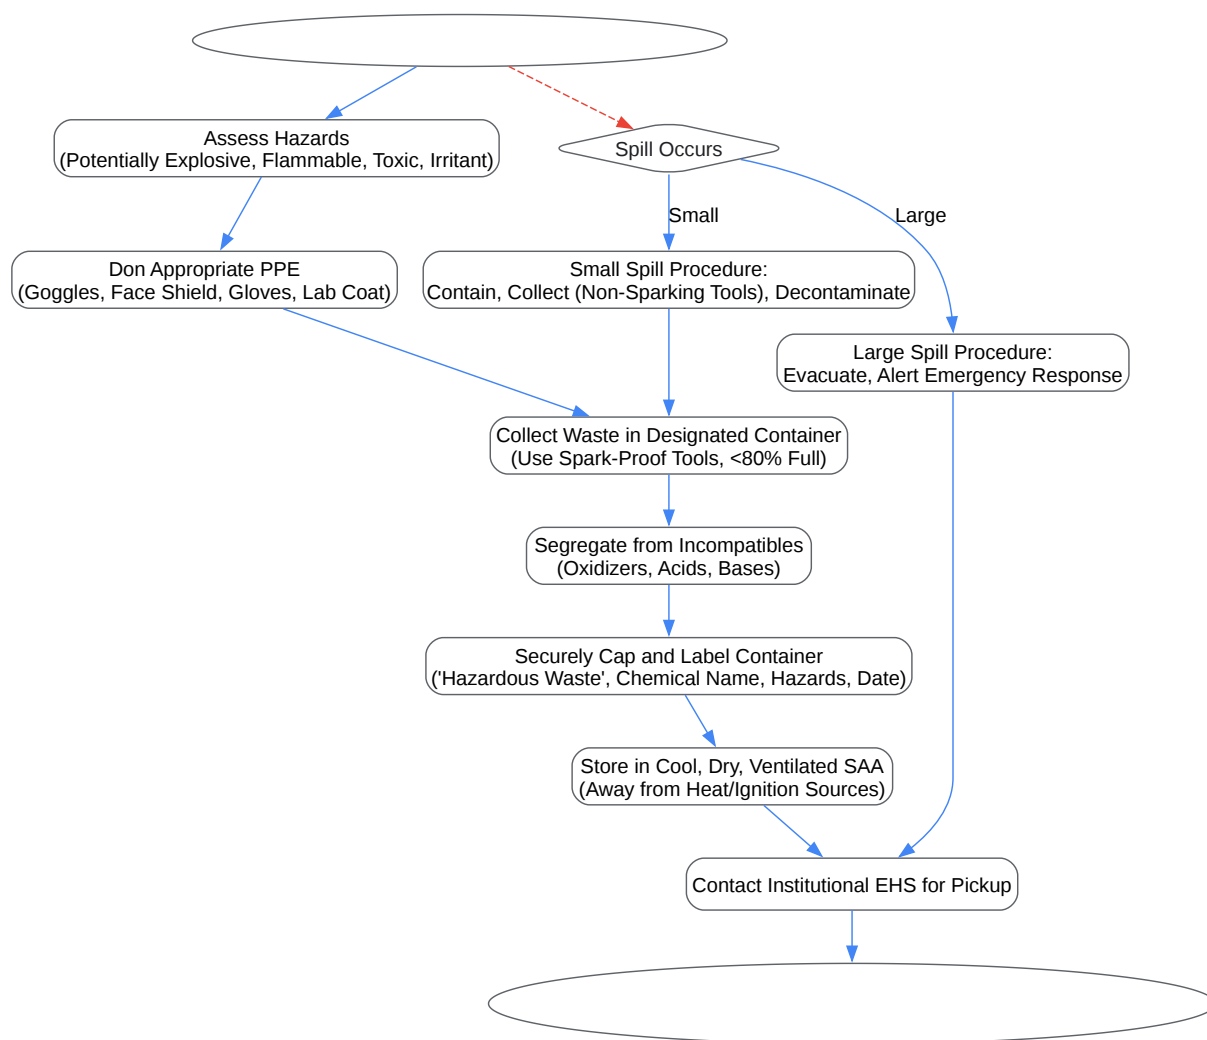 Assess Hazards
(Potentially Explosive, Flammable, Toxic, Irritant)
Spill Occurs
Small
Large
Don Appropriate PPE
(Goggles, Face Shield, Gloves, Lab Coat)
Small Spill Procedure:
Contain, Collect (Non-Sparking Tools), Decontaminate
Large Spill Procedure:
Evacuate, Alert Emergency Response
Collect Waste in Designated Container
(Use Spark-Proof Tools, <80% Full)
Segregate from Incompatibles
(Oxidizers, Acids, Bases)
Securely Cap and Label Container
('Hazardous Waste', Chemical Name, Hazards, Date)
Store in Cool, Dry, Ventilated SAA
(Away from Heat/Ignition Sources)
Contact Institutional EHS for Pickup